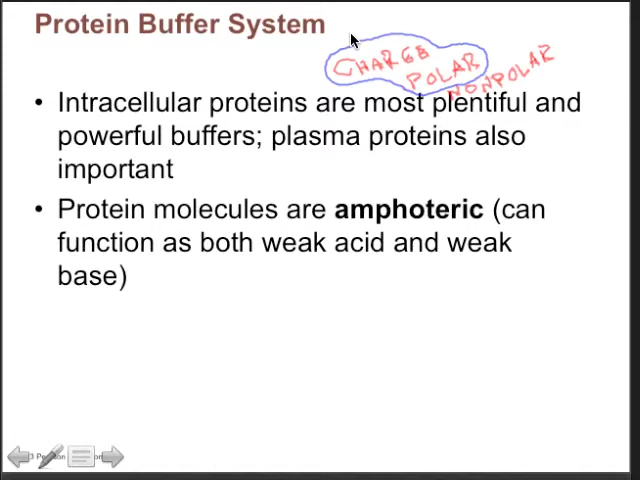 Protein Buffer System
CHARGE
POLAR
NONPOLAR
• Intracellular proteins are most plentiful and
powerful buffers; plasma proteins also
important
• Protein molecules are amphoteric (can
function as both weak acid and weak
base)